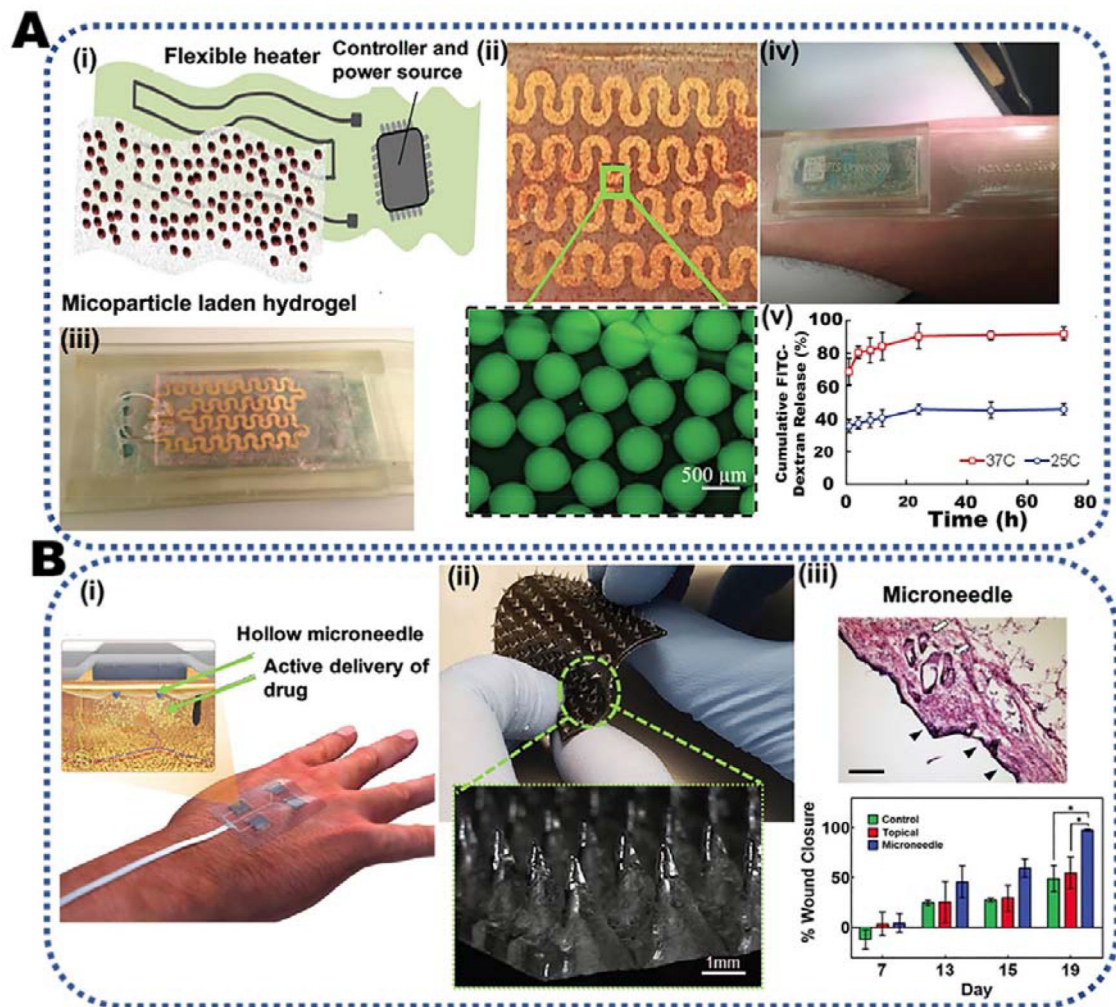 A
(i)
Flexible heater
Controller and
power source
(ii)
(iv)
Micoparticle laden hydrogel
(iii)
500 µm
(v)
Cumulative FITC-
Dextran Release (%)
100
80
60
40
20
0
37C
25C
0
20
40
60
80
Time (h)
B
(i)
Hollow microneedle
Active delivery of
drug
(ii)
1mm
(iii)
Microneedle
% Wound Closure
100
50
0
Control
Topical
Microneedle
*
*
7
13
15
19
Day